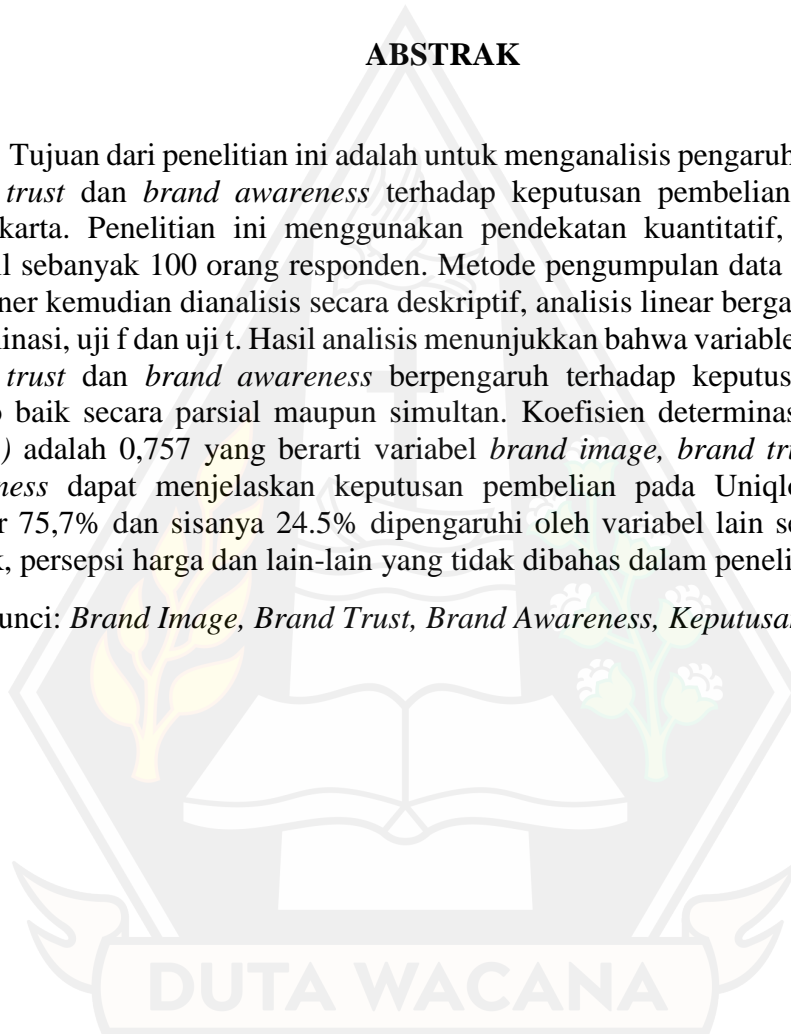 ABSTRAK
Tujuan dari penelitian ini adalah untuk menganalisis pengaruh
trust dan brand awareness terhadap keputusan pembelian
karta. Penelitian ini menggunakan pendekatan kuantitatif,
l sebanyak 100 orang responden. Metode pengumpulan data
ner kemudian dianalisis secara deskriptif, analisis linear berga
inasi, uji f dan uji t. Hasil analisis menunjukkan bahwa variable
trust dan brand awareness berpengaruh terhadap keputus
baik secara parsial maupun simultan. Koefisien determinas
) adalah 0,757 yang berarti variabel brand image, brand tru
ness dapat menjelaskan keputusan pembelian pada Uniqlo
r 75,7% dan sisanya 24.5% dipengaruhi oleh variabel lain se
k, persepsi harga dan lain-lain yang tidak dibahas dalam peneli
unci: Brand Image, Brand Trust, Brand Awareness, Keputusa
DUTA WACANA